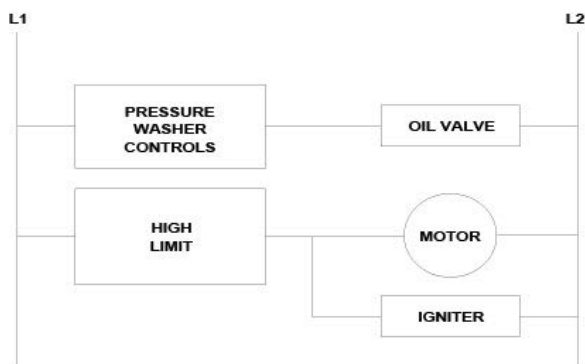 L1
L2
PRESSURE
WASHER
CONTROLS
OIL VALVE
HIGH
LIMIT
MOTOR
IGNITER